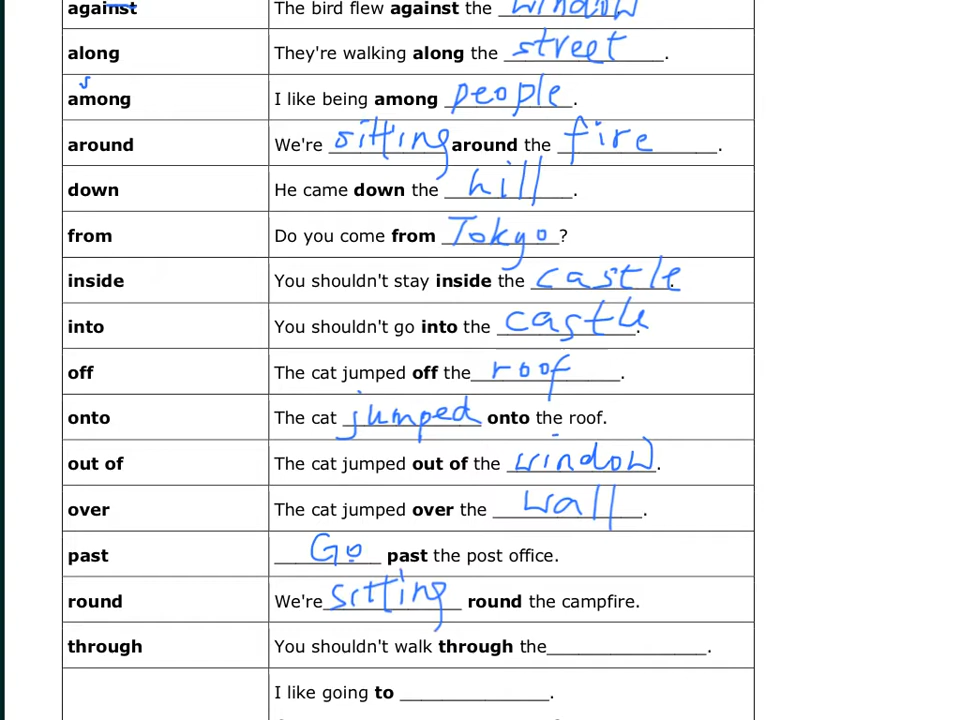 against The bird flew against the window
along They're walking along the street.
among I like being among people.
around We're sitting around the fire.
down He came down the hill.
from Do you come from Tokyo?
inside You shouldn't stay inside the castle.
into You shouldn't go into the castle.
off The cat jumped off the roof.
onto The cat jumped onto the roof.
out of The cat jumped out of the window.
over The cat jumped over the wall.
past Go past the post office.
round We're sitting round the campfire.
through You shouldn't walk through the ____________.
I like going to ____________.